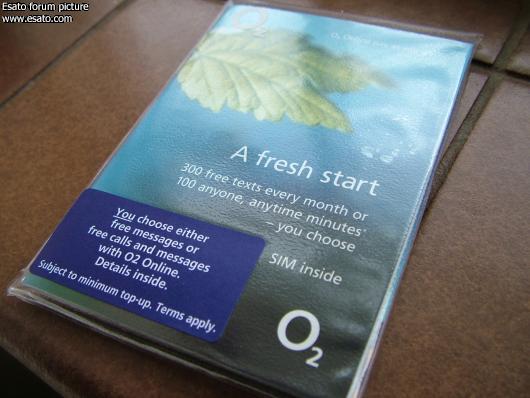 Esato forum picture
www.esato.com
O2
A fresh start
300 free texts every month or
100 anyone, anytime minutes*
– you choose
SIM inside
You choose either
free messages or
free calls and messages
with O2 Online.
Details inside.
Subject to minimum top-up. Terms apply.
O2